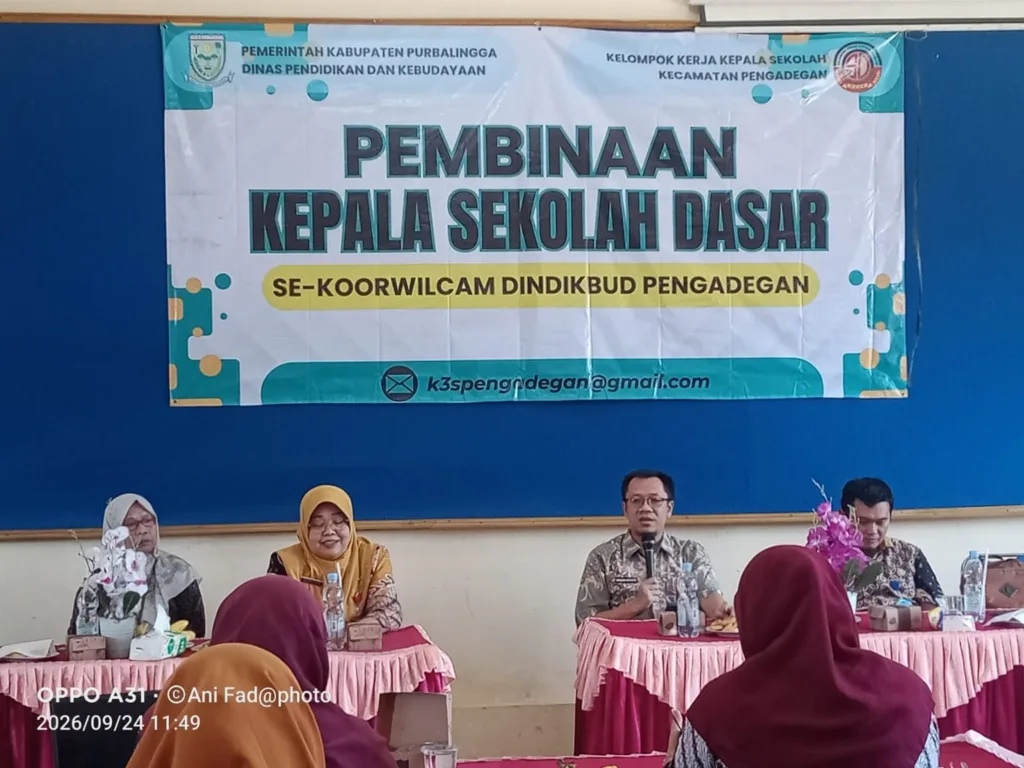 PEMERINTAH KABUPATEN PURBALINGGA
DINAS PENDIDIKAN DAN KEBUDAYAAN
KELOMPOK KERJA KEPALA SEKOLAH
KECAMATAN PENGADEGAN
PEMBINAAN
KEPALA SEKOLAH DASAR
SE-KOORWILCAM DINDIKBUD PENGADEGAN
k3spengadegan@gmail.com
OPPO A31 : ©Ani Fad@photo
2026/09/24 11:49